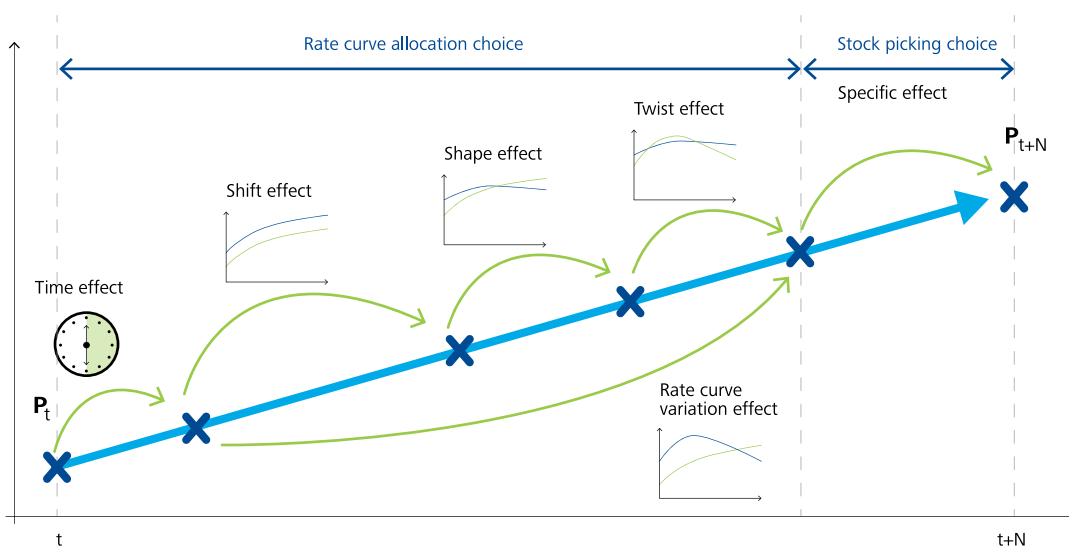 Rate curve allocation choice
Stock picking choice
Specific effect
Twist effect
Pt+N
Shape effect
Shift effect
Time effect
Pt
Rate curve
variation effect
t
t+N